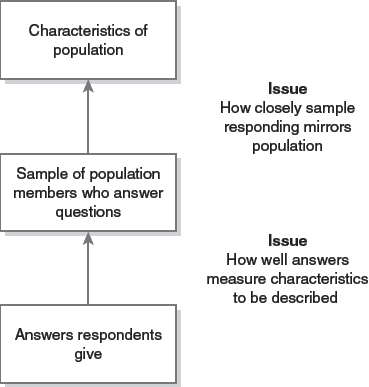 Characteristics of
population
Issue
How closely sample
responding mirrors
population
Sample of population
members who answer
questions
Issue
How well answers
measure characteristics
to be described
Answers respondents
give